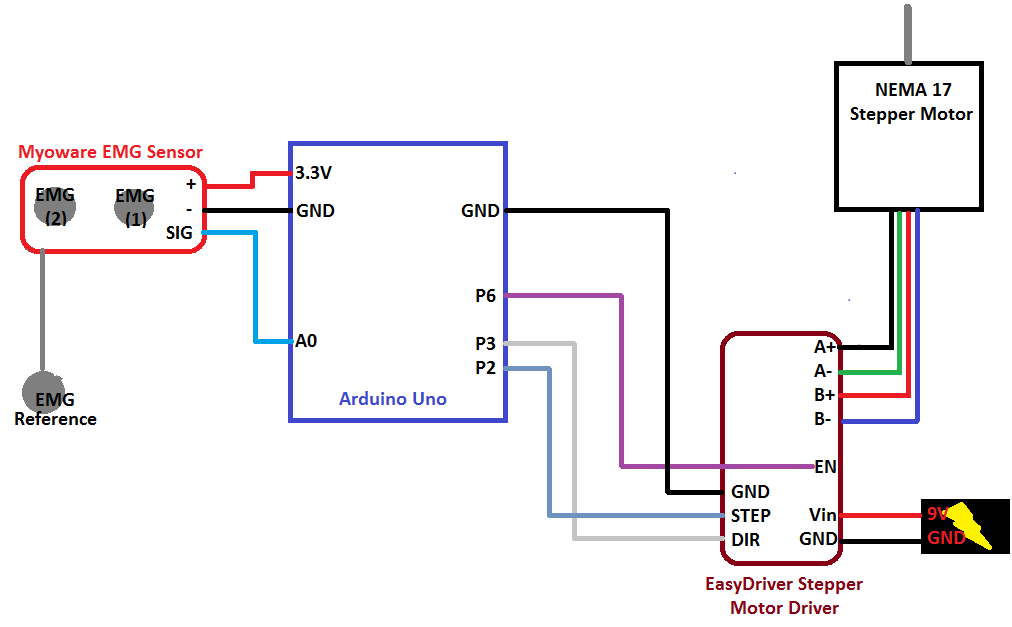 NEMA 17
Stepper Motor
Myoware EMG Sensor
EMG
(2)
EMG
(1)
+
-
SIG
3.3V
GND
A0
GND
P6
P3
P2
Arduino Uno
EMG
Reference
A+
A-
B+
B-
EN
GND
STEP
DIR
Vin
GND
9V
GND
EasyDriver Stepper
Motor Driver